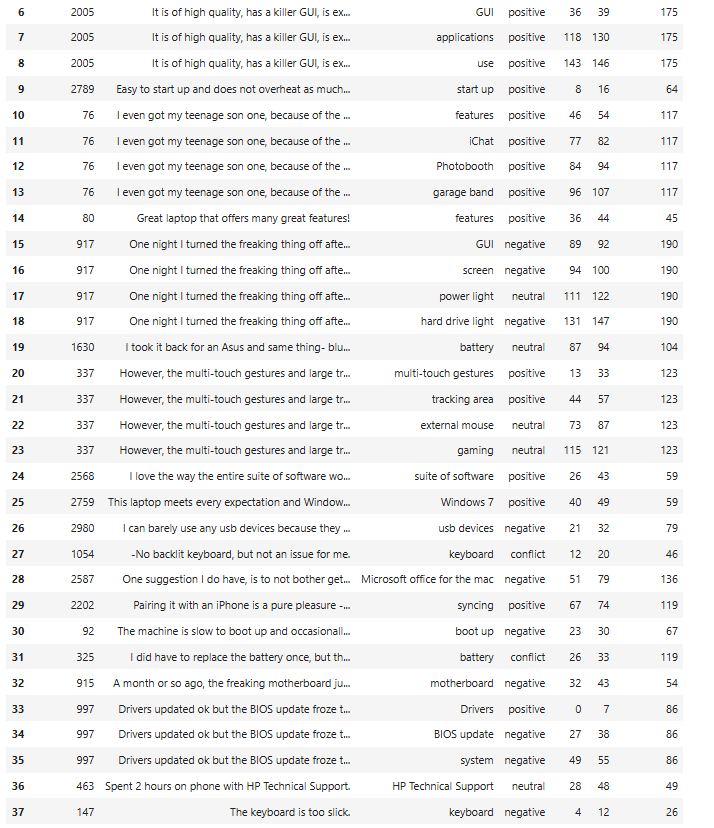 6 2005 It is of high quality, has a killer GUI, is ex... GUI positive 36 39 175
7 2005 It is of high quality, has a killer GUI, is ex... applications positive 118 130 175
8 2005 It is of high quality, has a killer GUI, is ex... use positive 143 146 175
9 2789 Easy to start up and does not overheat as much... start up positive 8 16 64
10 76 I even got my teenage son one, because of the ... features positive 46 54 117
11 76 I even got my teenage son one, because of the ... iChat positive 77 82 117
12 76 I even got my teenage son one, because of the ... Photobooth positive 84 94 117
13 76 I even got my teenage son one, because of the ... garage band positive 96 107 117
14 80 Great laptop that offers many great features! features positive 36 44 45
15 917 One night I turned the freaking thing off afte... GUI negative 89 92 190
16 917 One night I turned the freaking thing off afte... screen negative 94 100 190
17 917 One night I turned the freaking thing off afte... power light neutral 111 122 190
18 917 One night I turned the freaking thing off afte... hard drive light negative 131 147 190
19 1630 I took it back for an Asus and same thing- blu... battery neutral 87 94 104
20 337 However, the multi-touch gestures and large tr... multi-touch gestures positive 13 33 123
21 337 However, the multi-touch gestures and large tr... tracking area positive 44 57 123
22 337 However, the multi-touch gestures and large tr... external mouse neutral 73 87 123
23 337 However, the multi-touch gestures and large tr... gaming neutral 115 121 123
24 2568 I love the way the entire suite of software wo... suite of software positive 26 43 59
25 2759 This laptop meets every expectation and Window... Windows 7 positive 40 49 59
26 2980 I can barely use any usb devices because they ... usb devices negative 21 32 79
27 1054 -No backlit keyboard, but not an issue for me. keyboard conflict 12 20 46
28 2587 One suggestion I do have, is to not bother get... Microsoft office for the mac negative 51 79 136
29 2202 Pairing it with an iPhone is a pure pleasure -... syncing positive 67 74 119
30 92 The machine is slow to boot up and occasionall... boot up negative 23 30 67
31 325 I did have to replace the battery once, but th... battery conflict 26 33 119
32 915 A month or so ago, the freaking motherboard ju... motherboard negative 32 43 54
33 997 Drivers updated ok but the BIOS update froze t... Drivers positive 0 7 86
34 997 Drivers updated ok but the BIOS update froze t... BIOS update negative 27 38 86
35 997 Drivers updated ok but the BIOS update froze t... system negative 49 55 86
36 463 Spent 2 hours on phone with HP Technical Support. HP Technical Support neutral 28 48 49
37 147 The keyboard is too slick. keyboard negative 4 12 26